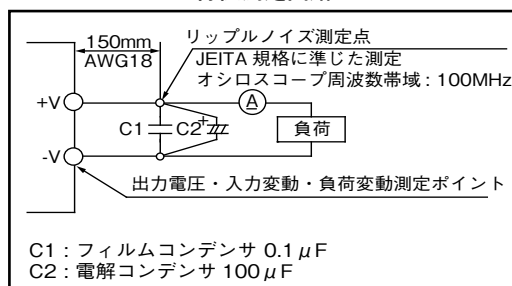 150mm
AWG18
リップルノイズ測定点
JEITA 規格に準じた測定
オシロスコープ周波数帯域 : 100MHz
+V
A
C1
C2
+
負荷
-V
出力電圧・入力変動・負荷変動測定ポイント
C1 : フィルムコンデンサ 0.1μF
C2 : 電解コンデンサ 100μF